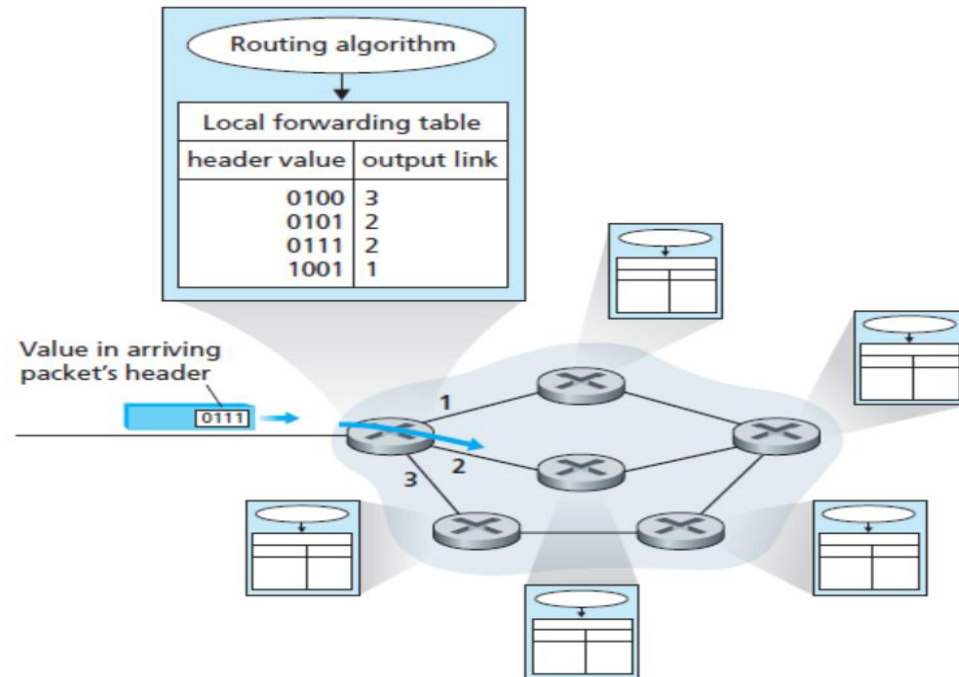 Routing algorithm
Local forwarding table
header value output link
0100 3
0101 2
0111 2
1001 1
Value in arriving
packet's header
0111
1
2
3